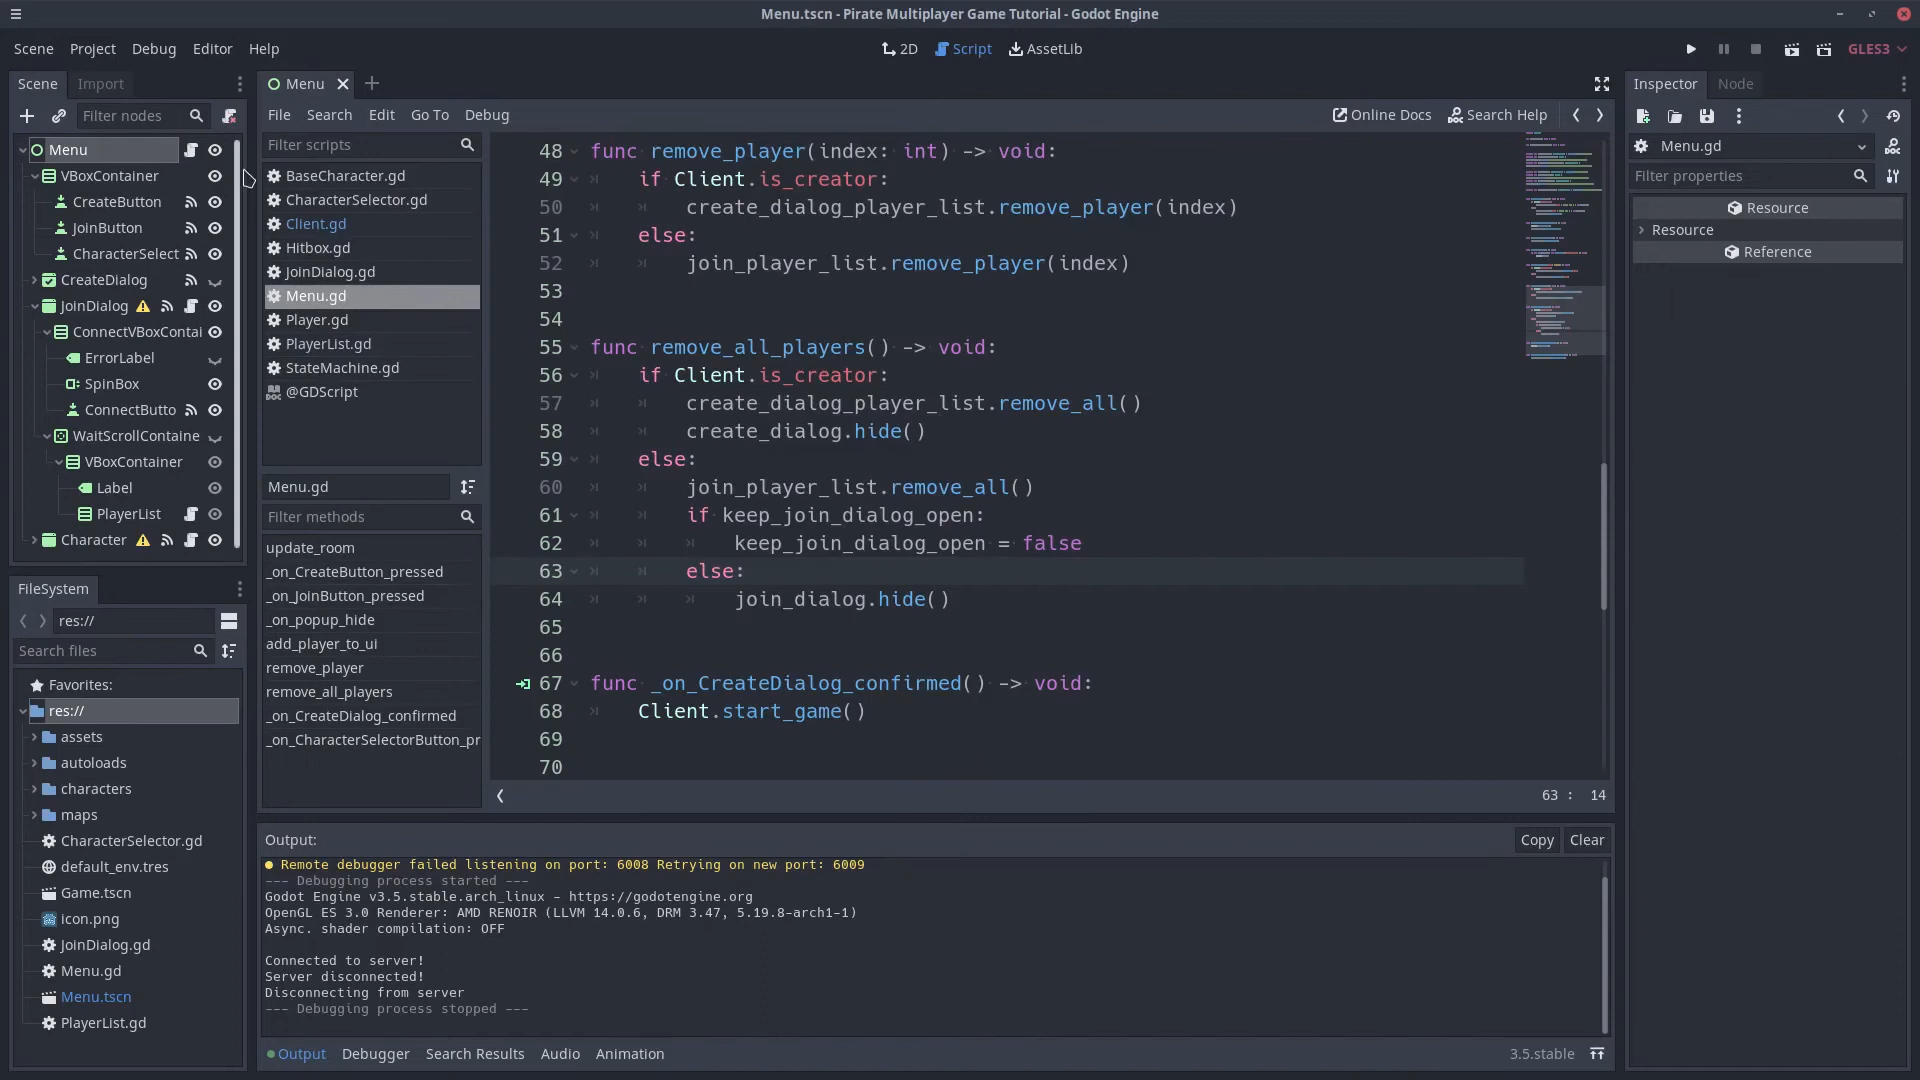 Menu.tscn - Pirate Multiplayer Game Tutorial - Godot Engine
Scene Project Debug Editor Help
2D Script AssetLib
GLES3
Scene Import
Filter nodes
Menu
VBoxContainer
CreateButton
JoinButton
CharacterSelect
CreateDialog
JoinDialog
ConnectVBoxContai
ErrorLabel
SpinBox
ConnectButto
WaitScrollContaine
VBoxContainer
Label
PlayerList
Character
FileSystem
res://
Search files
Favorites:
res://
assets
autoloads
characters
maps
CharacterSelector.gd
default_env.tres
Game.tscn
icon.png
JoinDialog.gd
Menu.gd
Menu.tscn
PlayerList.gd
Menu
File Search Edit Go To Debug
Online Docs Search Help
Filter scripts
BaseCharacter.gd
CharacterSelector.gd
Client.gd
Hitbox.gd
JoinDialog.gd
Menu.gd
Player.gd
PlayerList.gd
StateMachine.gd
@GDScript
Menu.gd
Filter methods
update_room
_on_CreateButton_pressed
_on_JoinButton_pressed
_on_popup_hide
add_player_to_ui
remove_player
remove_all_players
_on_CreateDialog_confirmed
_on_CharacterSelectorButton_pr
48 func remove_player(index: int) -> void:
49 if Client.is_creator:
50 create_dialog_player_list.remove_player(index)
51 else:
52 join_player_list.remove_player(index)
53
54
55 func remove_all_players() -> void:
56 if Client.is_creator:
57 create_dialog_player_list.remove_all()
58 create_dialog.hide()
59 else:
60 join_player_list.remove_all()
61 if keep_join_dialog_open:
62 keep_join_dialog_open = false
63 else:
64 join_dialog.hide()
65
66
67 func _on_CreateDialog_confirmed() -> void:
68 Client.start_game()
69
70
63 : 14
Output:
Copy Clear
Remote debugger failed listening on port: 6008 Retrying on new port: 6009
--- Debugging process started ---
Godot Engine v3.5.stable.arch_linux - https://godotengine.org
OpenGL ES 3.0 Renderer: AMD RENOIR (LLVM 14.0.6, DRM 3.47, 5.19.8-arch1-1)
Async. shader compilation: OFF
Connected to server!
Server disconnected!
Disconnecting from server
--- Debugging process stopped ---
Output Debugger Search Results Audio Animation
3.5.stable
Inspector Node
Menu.gd
Filter properties
Resource
Resource
Reference